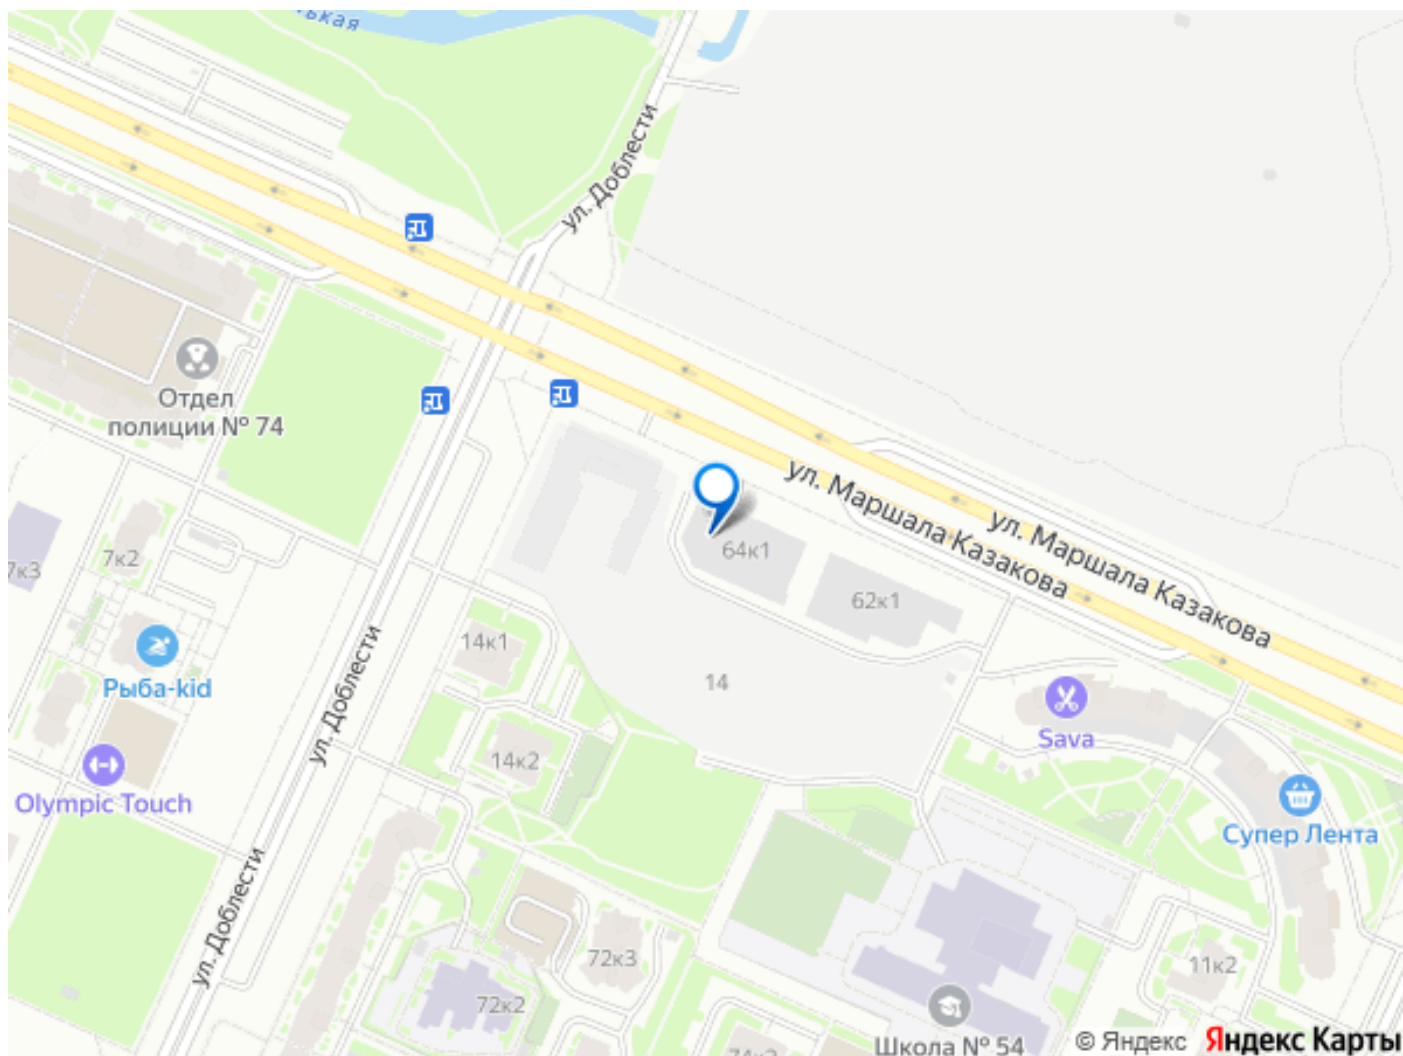 ул. Доблести
Отдел
полиции № 74
ул. Маршала Казакова
ул. Маршала Казакова
64к1
62к1
7к2
7к3
14к1
14
Рыба-kid
ул. Доблести
Sava
14к2
Olympic Touch
Супер Лента
ул. Доблести
72к3
11к2
72к2
Школа № 54
74к2
© Яндекс Яндекс Карты